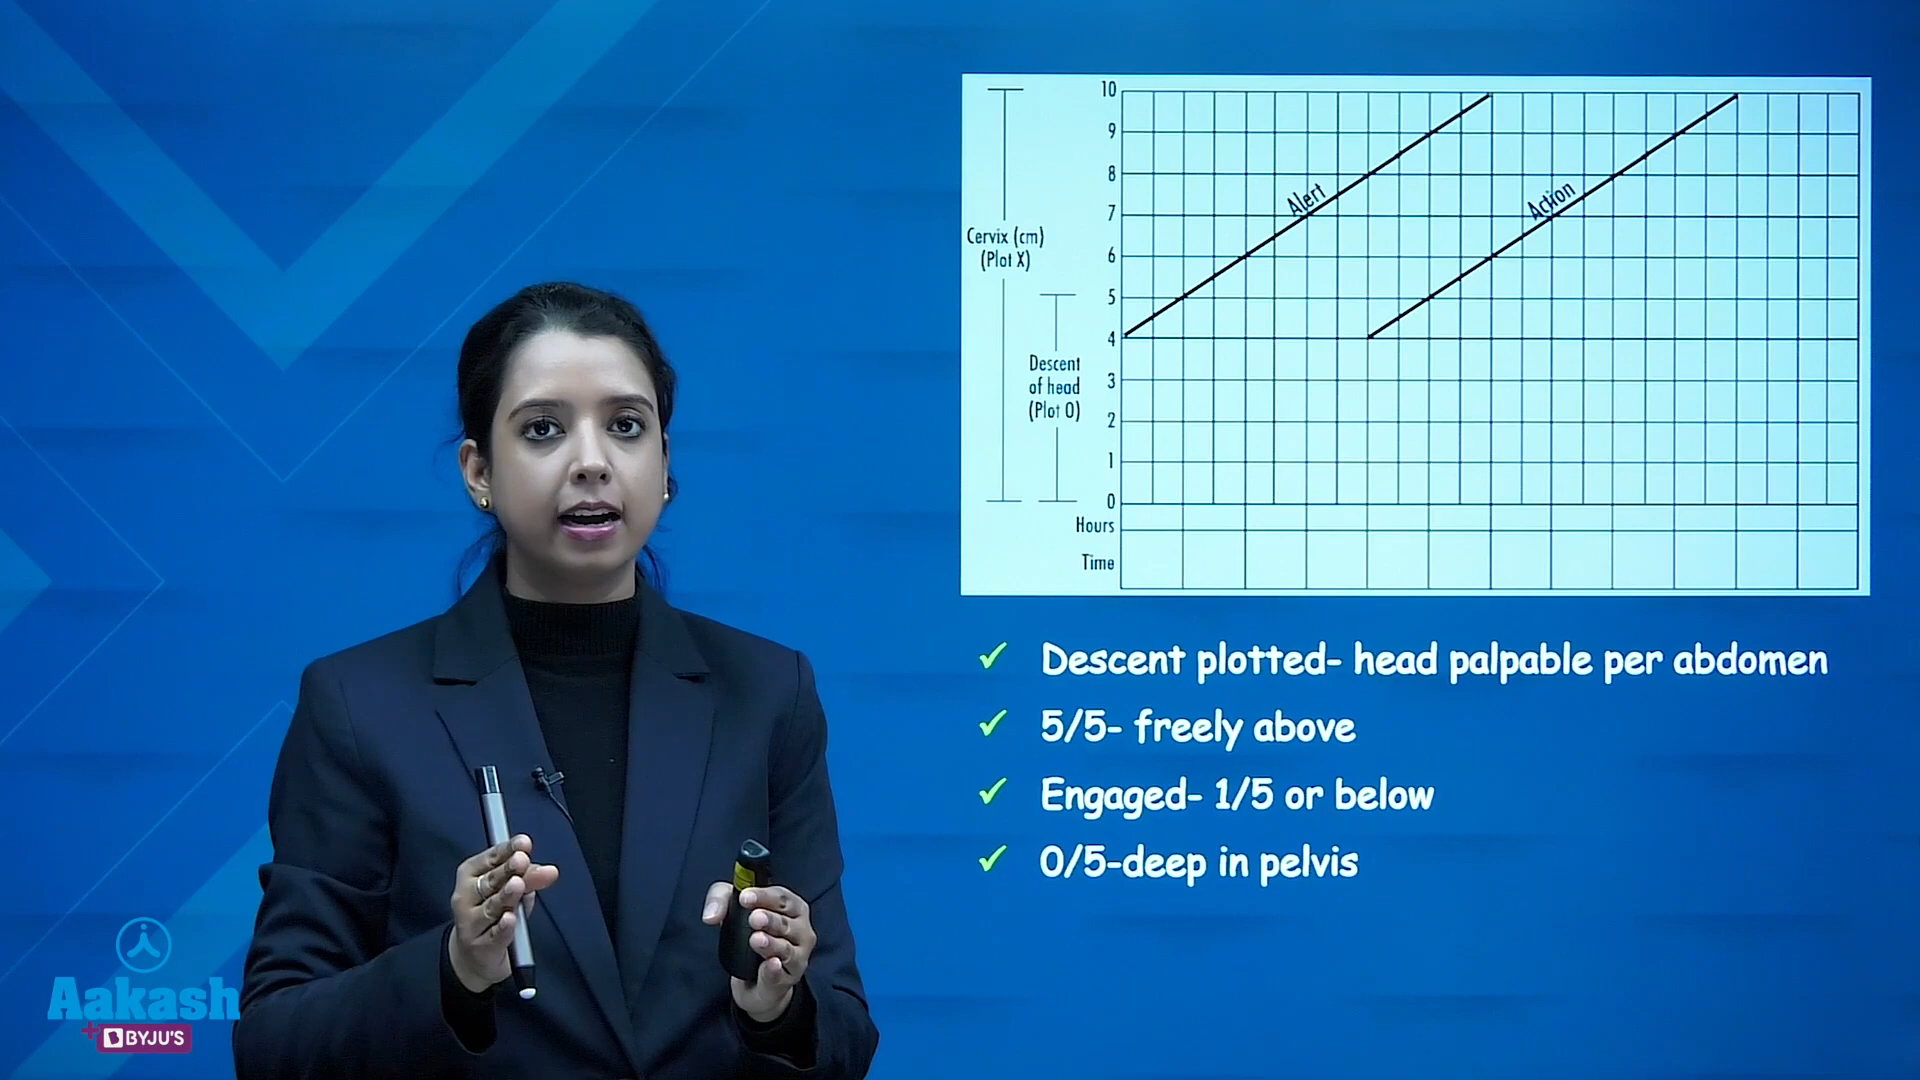 10
9
8
7
6
5
4
3
2
1
0
Cervix (cm)
(Plot X)
Descent
of head
(Plot O)
Alert
Action
Hours
Time
✓ Descent plotted- head palpable per abdomen
✓ 5/5- freely above
✓ Engaged- 1/5 or below
✓ 0/5-deep in pelvis
Aakash
+ BYJU'S